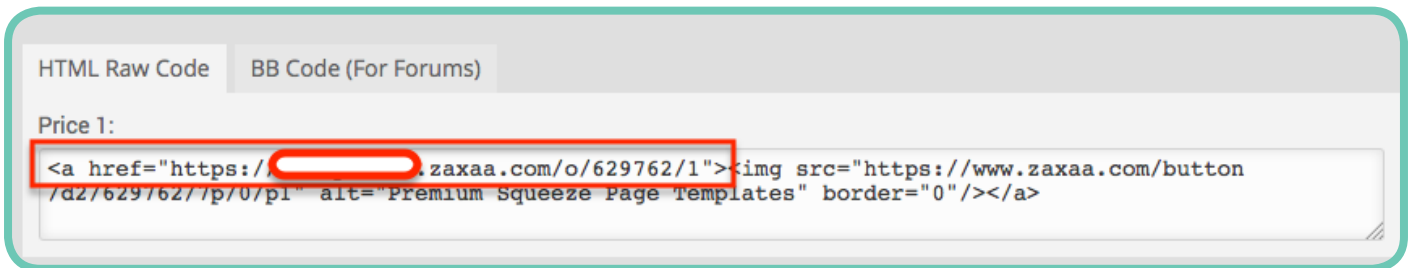 HTML Raw Code BB Code (For Forums)
Price 1:
<a href="https:/ .zaxaa.com/o/629762/1"><img src="https://www.zaxaa.com/button
/d2/629762/7p/0/p1" alt="Premium Squeeze Page Templates" border="0"/></a>